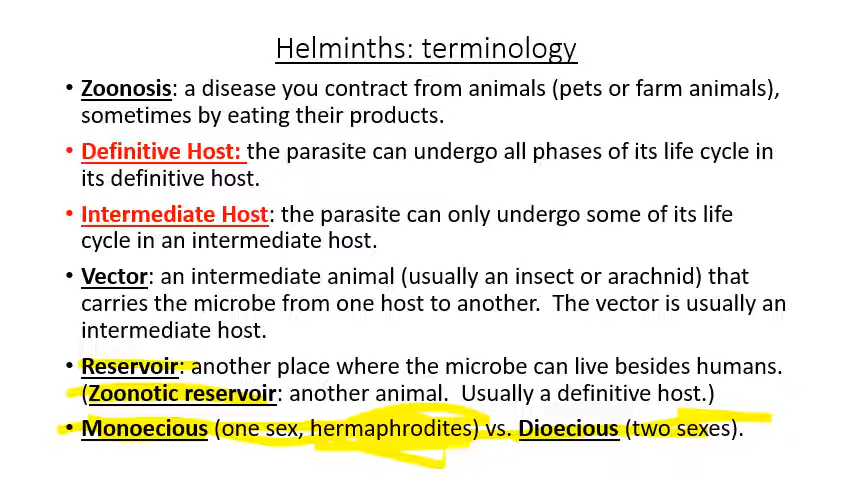 Helminths: terminology
• Zoonosis: a disease you contract from animals (pets or farm animals),
sometimes by eating their products.
• Definitive Host: the parasite can undergo all phases of its life cycle in
its definitive host.
• Intermediate Host: the parasite can only undergo some of its life
cycle in an intermediate host.
• Vector: an intermediate animal (usually an insect or arachnid) that
carries the microbe from one host to another. The vector is usually an
intermediate host.
• Reservoir: another place where the microbe can live besides humans.
(Zoonotic reservoir: another animal. Usually a definitive host.)
• Monoecious (one sex, hermaphrodites) vs. Dioecious (two sexes).